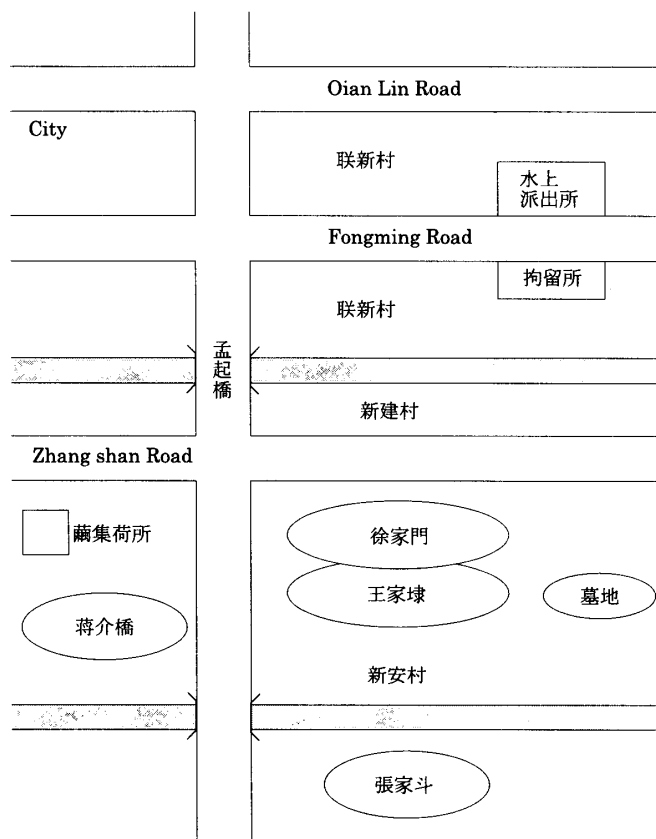 Oian Lin Road
City
联新村
水上
派出所
Fongming Road
拘留所
联新村
孟起橋
新建村
Zhang shan Road
繭集荷所
徐家門
王家埭
墓地
蒋介橋
新安村
張家斗